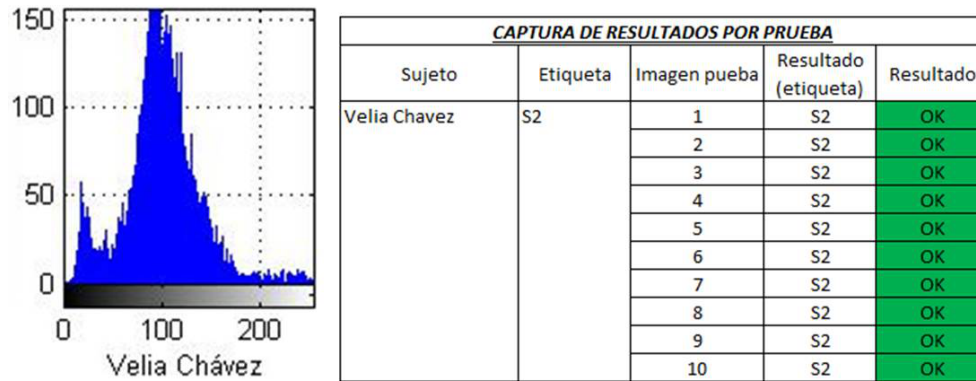 150
100
50
0
0 100 200
Velia Chávez
CAPTURA DE RESULTADOS POR PRUEBA
Sujeto Etiqueta Imagen pueba Resultado (etiqueta) Resultado
Velia Chavez S2 1 S2 OK
2 S2 OK
3 S2 OK
4 S2 OK
5 S2 OK
6 S2 OK
7 S2 OK
8 S2 OK
9 S2 OK
10 S2 OK